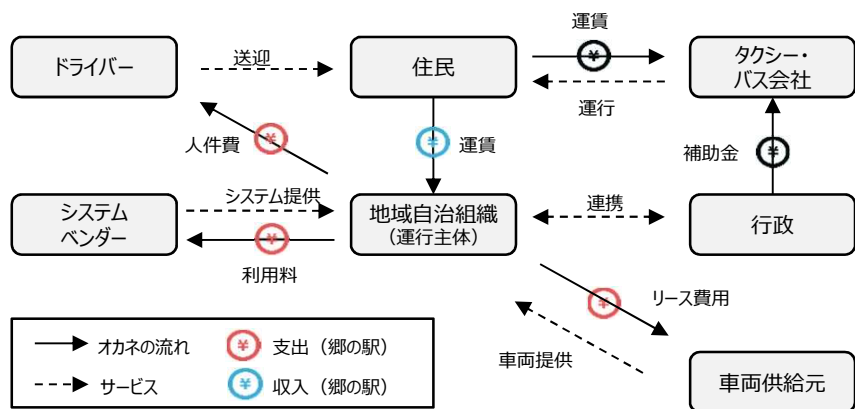 運賃
ドライバー
送迎
住民
¥
タクシー・
バス会社
運行
人件費
¥
¥
運賃
補助金
¥
システム
ベンダー
システム提供
¥
利用料
地域自治組織
（運行主体）
連携
行政
¥
リース費用
車両提供
車両供給元
オカネの流れ
¥
支出（郷の駅）
サービス
¥
収入（郷の駅）